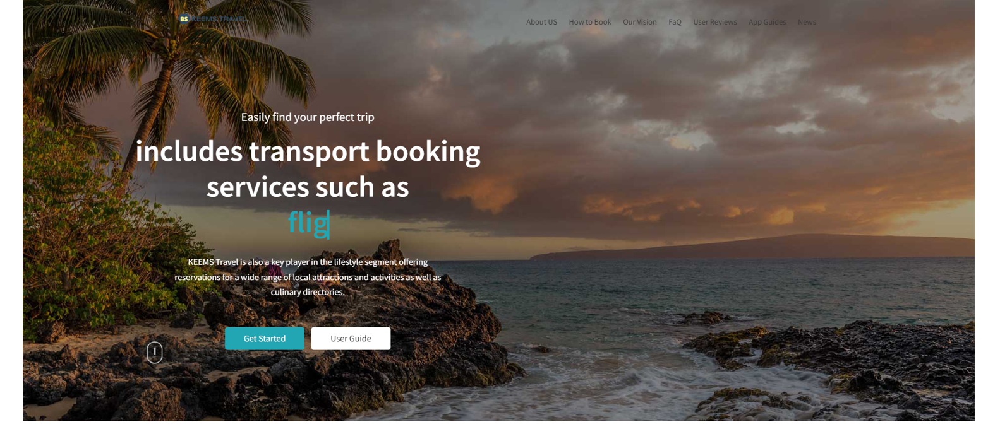 BS KEEMS.TRAVEL
About US How to Book Our Vision FaQ User Reviews App Guides News
Easily find your perfect trip
includes transport booking
services such as
flig
KEEMS Travel is also a key player in the lifestyle segment offering
reservations for a wide range of local attractions and activities as well as
culinary directories.
Get Started User Guide